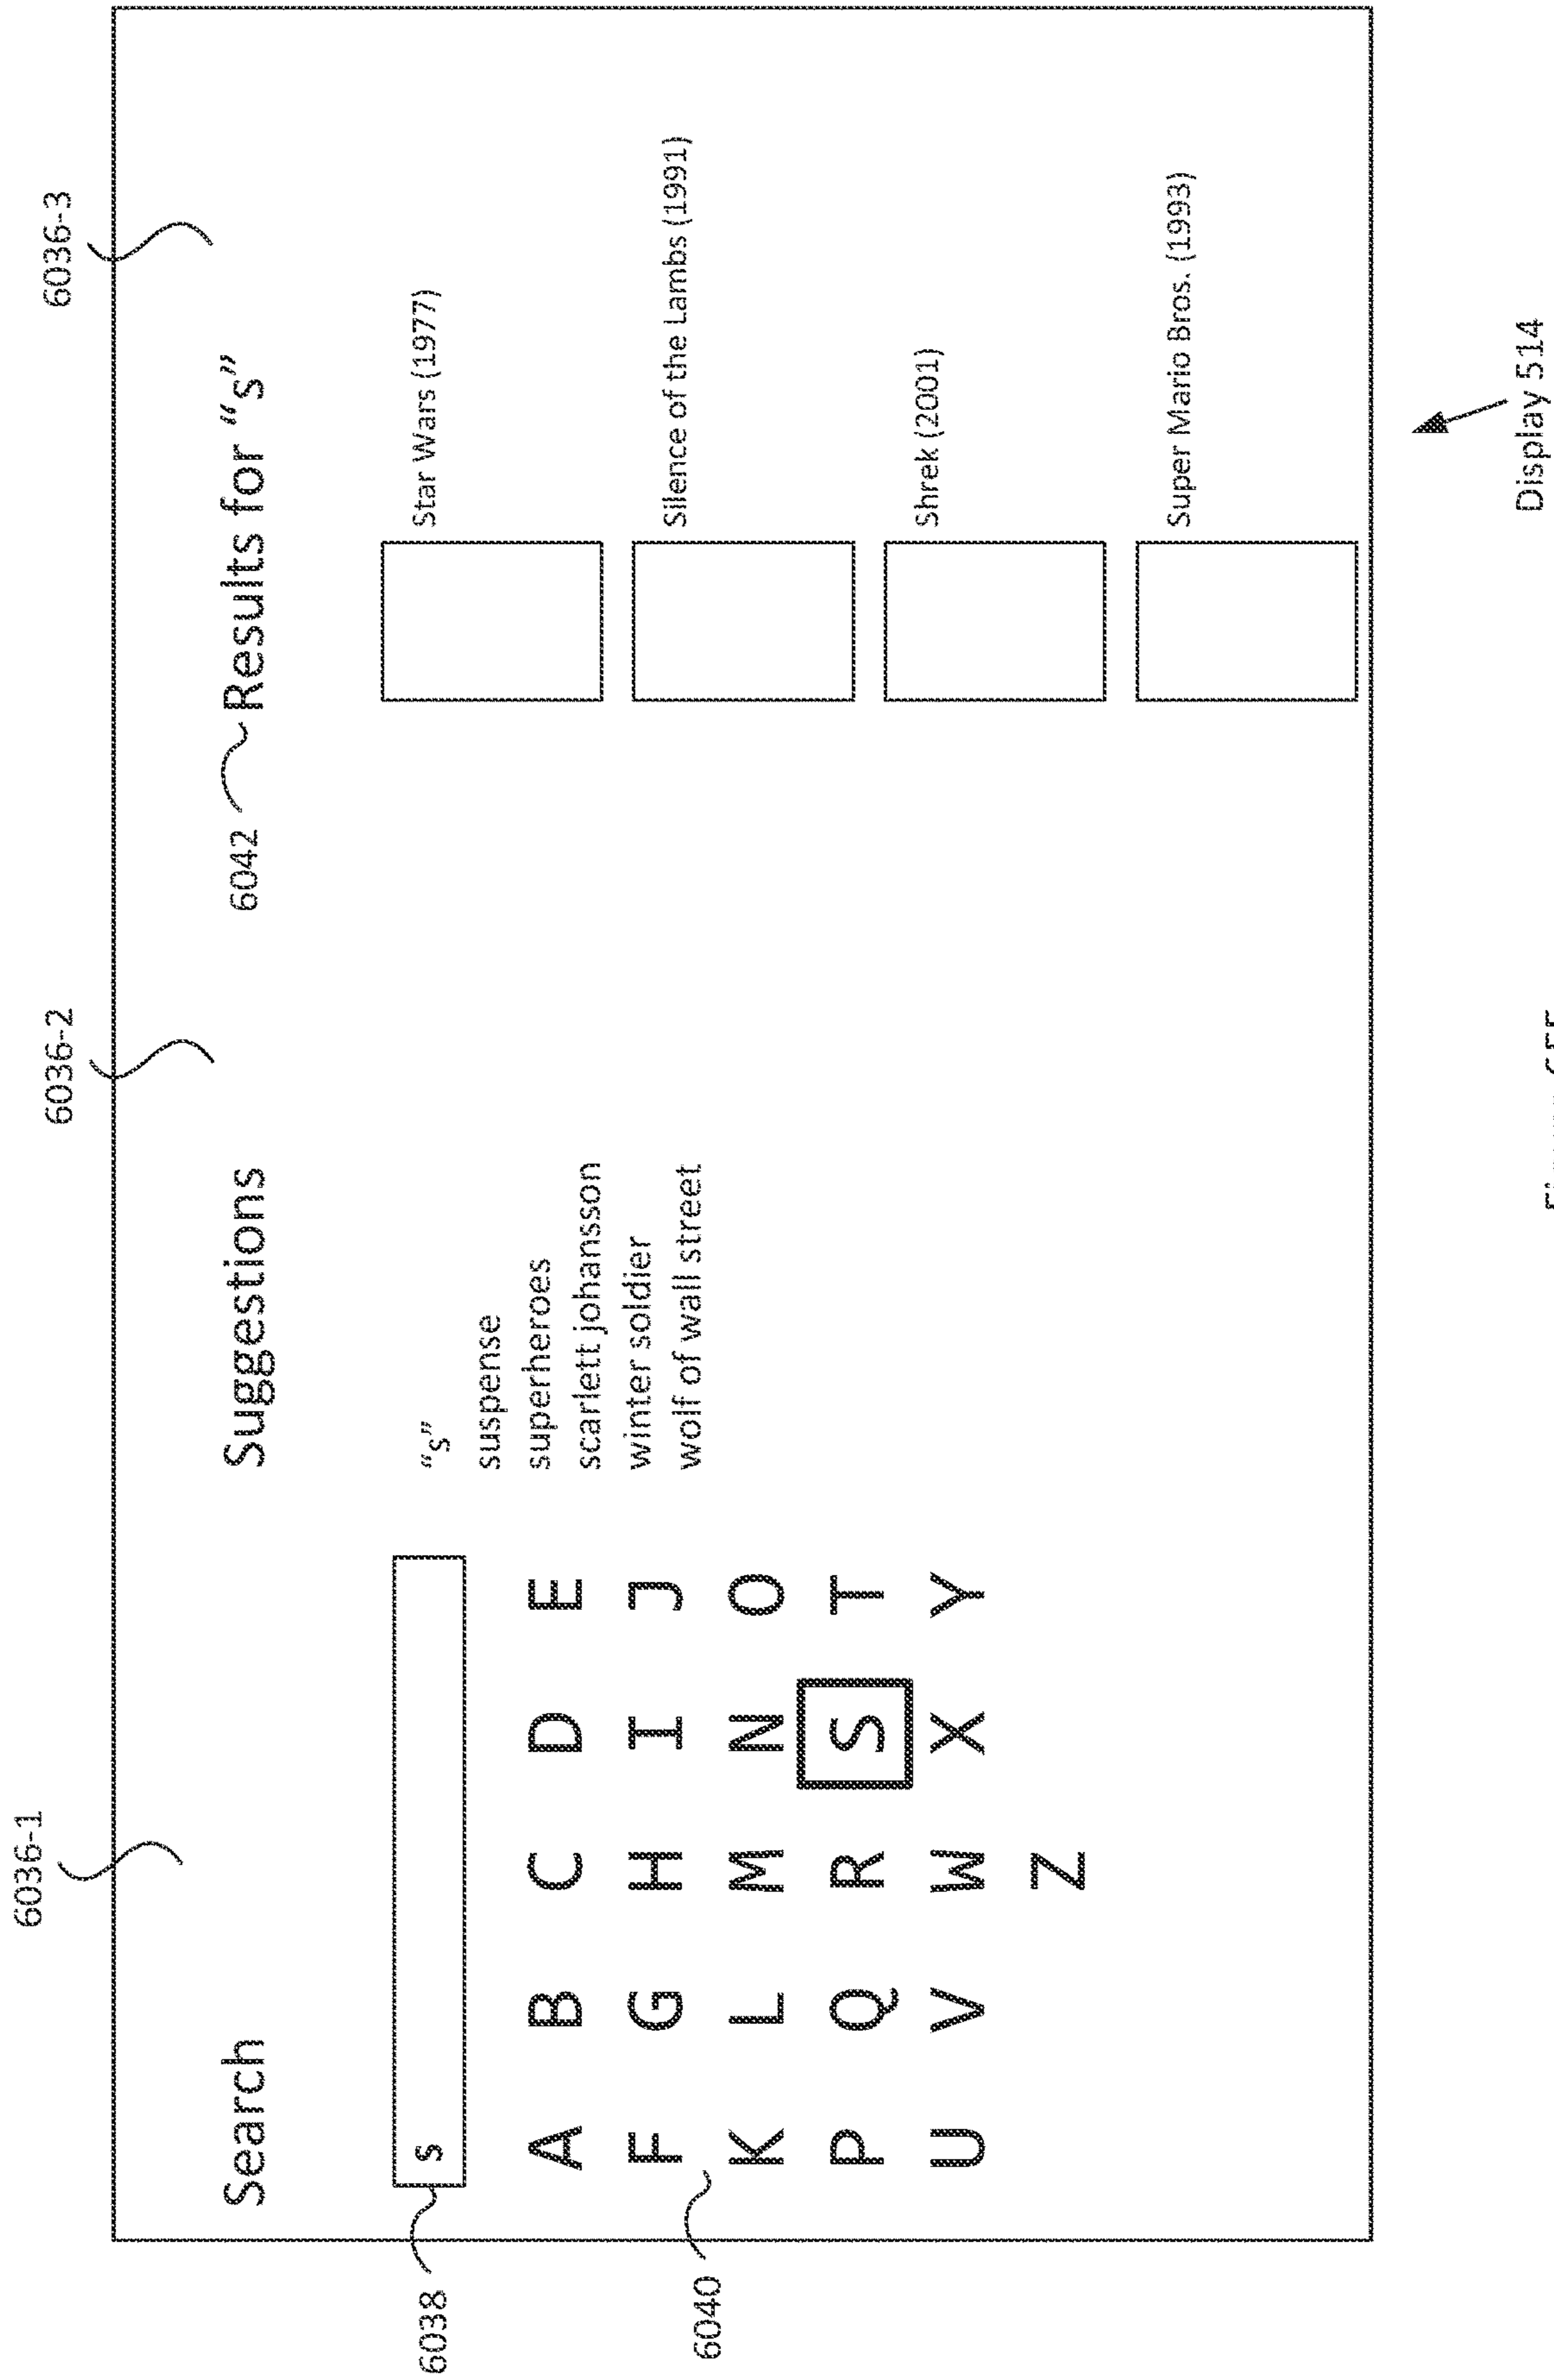 6036-1
6036-2
6036-3
Search
Suggestions
6042
Results for “s”
6038
s
“s”
suspense
superheroes
scarlett johansson
winter soldier
wolf of wall street
A B C D E
F G H I J
6040
K L M N O
P Q R S T
U V W X Y
Z
Star Wars (1977)
Silence of the Lambs (1991)
Shrek (2001)
Super Mario Bros. (1993)
Display 514